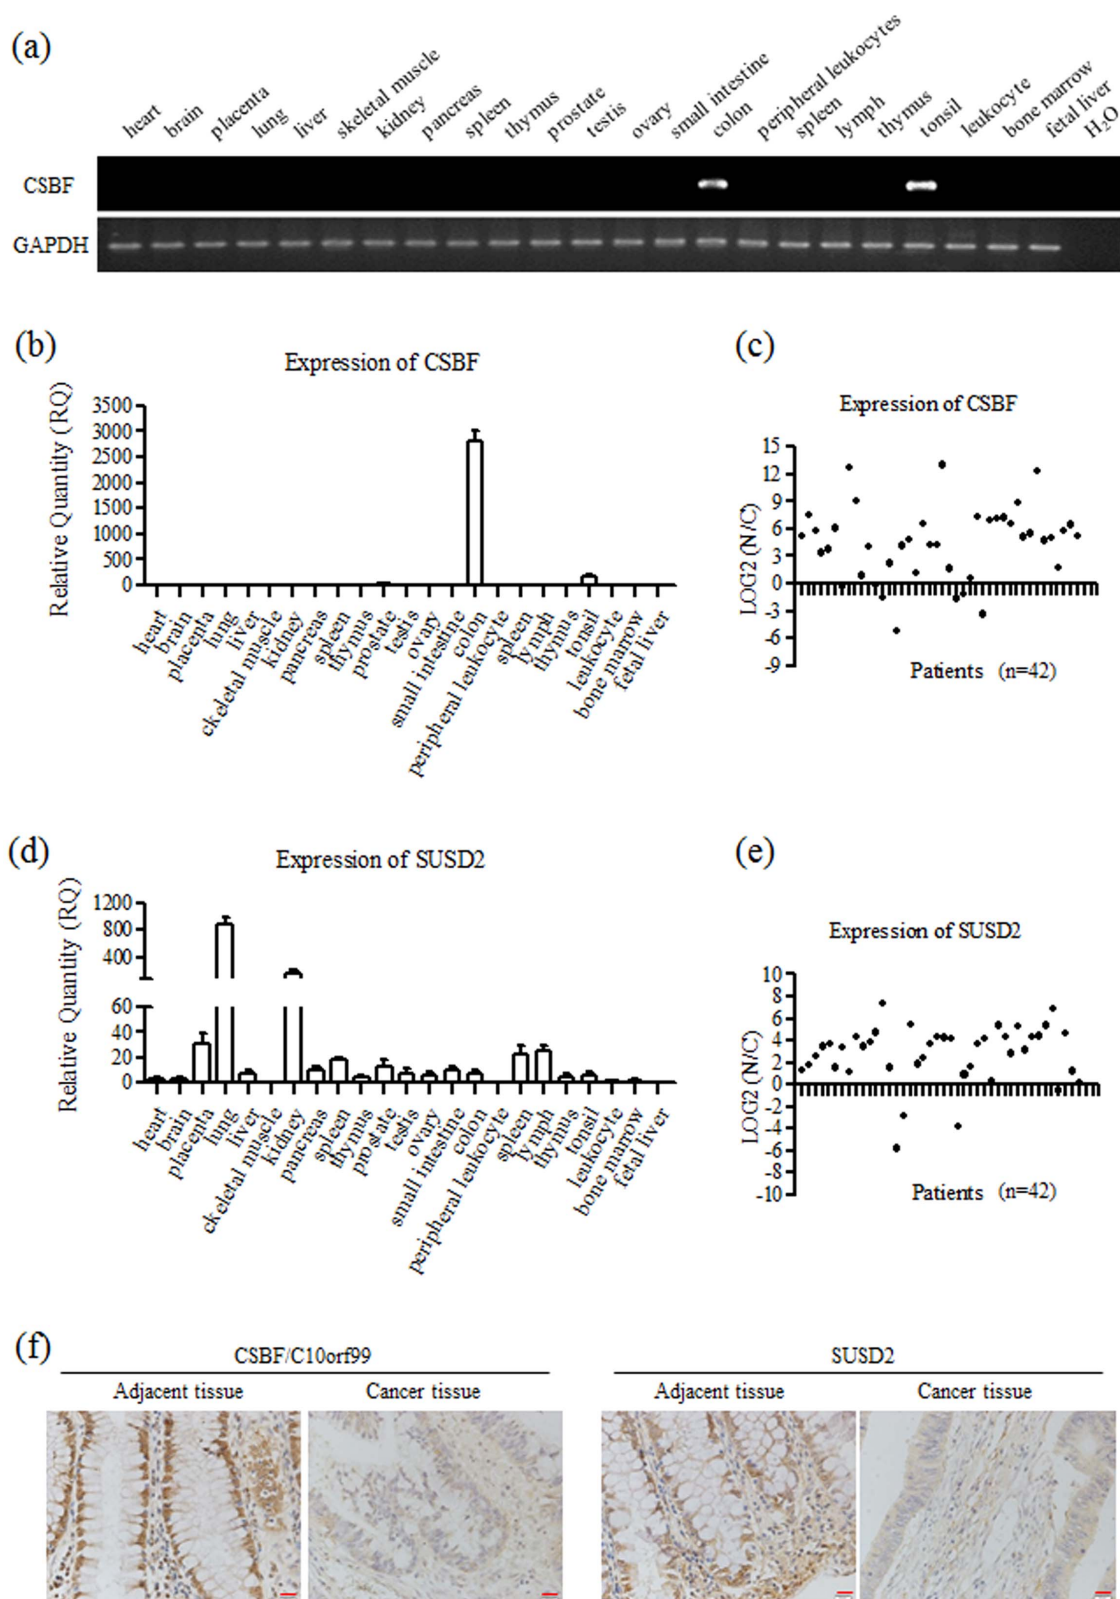 (a)
heart
brain
placenta
lung
liver
skeletal muscle
kidney
pancreas
spleen
thymus
prostate
testis
ovary
small intestine
colon
peripheral leukocytes
spleen
lymph
thymus
tonsil
leukocyte
bone marrow
fetal liver
H₂O
CSBF
GAPDH
(b)
Expression of CSBF
Relative Quantity (RQ)
3500
3000
2500
2000
1500
1000
500
0
heart
brain
placenta
lung
liver
ckeletal muscle
kidney
pancreas
spleen
thymus
prostate
testis
ovary
small intestine
colon
peripheral leukocyte
spleen
lymph
thymus
tonsil
leukocyte
bone marrow
fetal liver
(c)
Expression of CSBF
LOG2 (N/C)
15
12
9
6
3
0
-3
-6
-9
Patients (n=42)
(d)
Expression of SUSD2
Relative Quantity (RQ)
1200
800
400
60
40
20
0
heart
brain
placenta
lung
liver
ckeletal muscle
kidney
pancreas
spleen
thymus
prostate
testis
ovary
small intestine
colon
peripheral leukocyte
spleen
lymph
thymus
tonsil
leukocyte
bone marrow
fetal liver
(e)
Expression of SUSD2
LOG2 (N/C)
10
8
6
4
2
0
-2
-4
-6
-8
-10
Patients (n=42)
(f)
CSBF/C10orf99
Adjacent tissue
Cancer tissue
SUSD2
Adjacent tissue
Cancer tissue